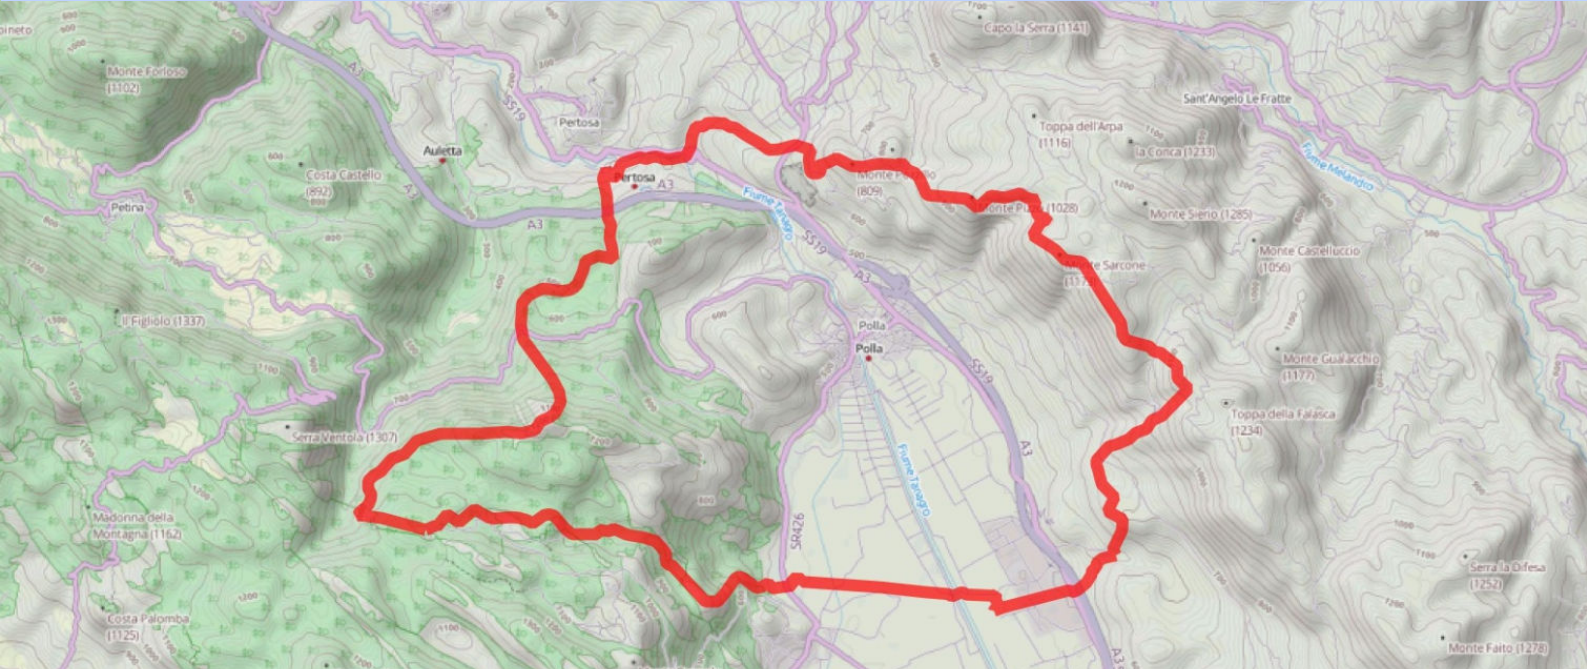 Capo la Serra (1141)
Monte Forloso
(1102)
A3
SS19
Sant'Angelo Le Fratte
Pertosa
Toppa dell'Arpa
(1116)
la Conca (1233)
Fiume Melandro
Auletta
Costa Castello
(892)
Pertosa
A3
Monte
(809)
Petina
A3
Fiume Tanagro
(1028)
Monte Sierio (1285)
A3
SS19
Monte Castelluccio
(1056)
Sarcone
A3
Il Figliolo (1337)
Polla
Polla
Monte Gualacchio
(1177)
SS19
Toppa della Falasca
(1234)
Serra Ventola (1307)
A3
Fiume Tanagro
Madonna della
Montagna (1162)
SR426
Serra la Difesa
(1252)
Costa Palomba
(1125)
Monte Faito (1278)
A3